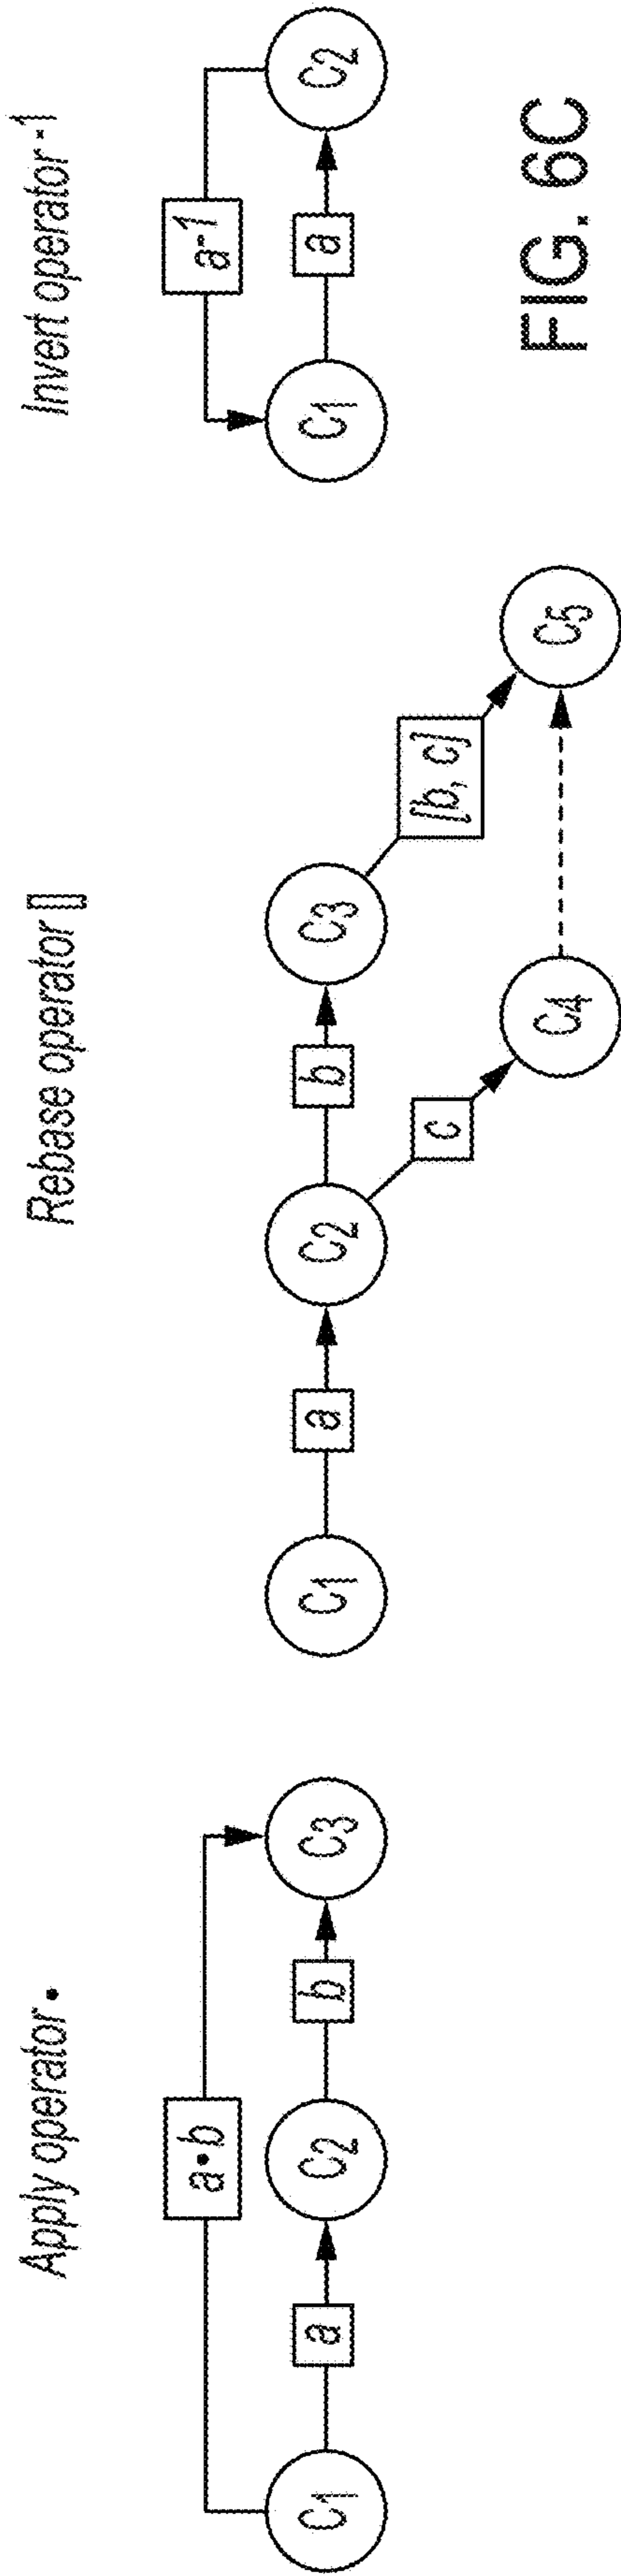 Apply operator •
a•b
C1 a C2 b C3
Rebase operator []
C1 a C2 b C3
c [b, c]
C4 C5
Invert operator -1
a-1
C1 a C2
FIG. 6C